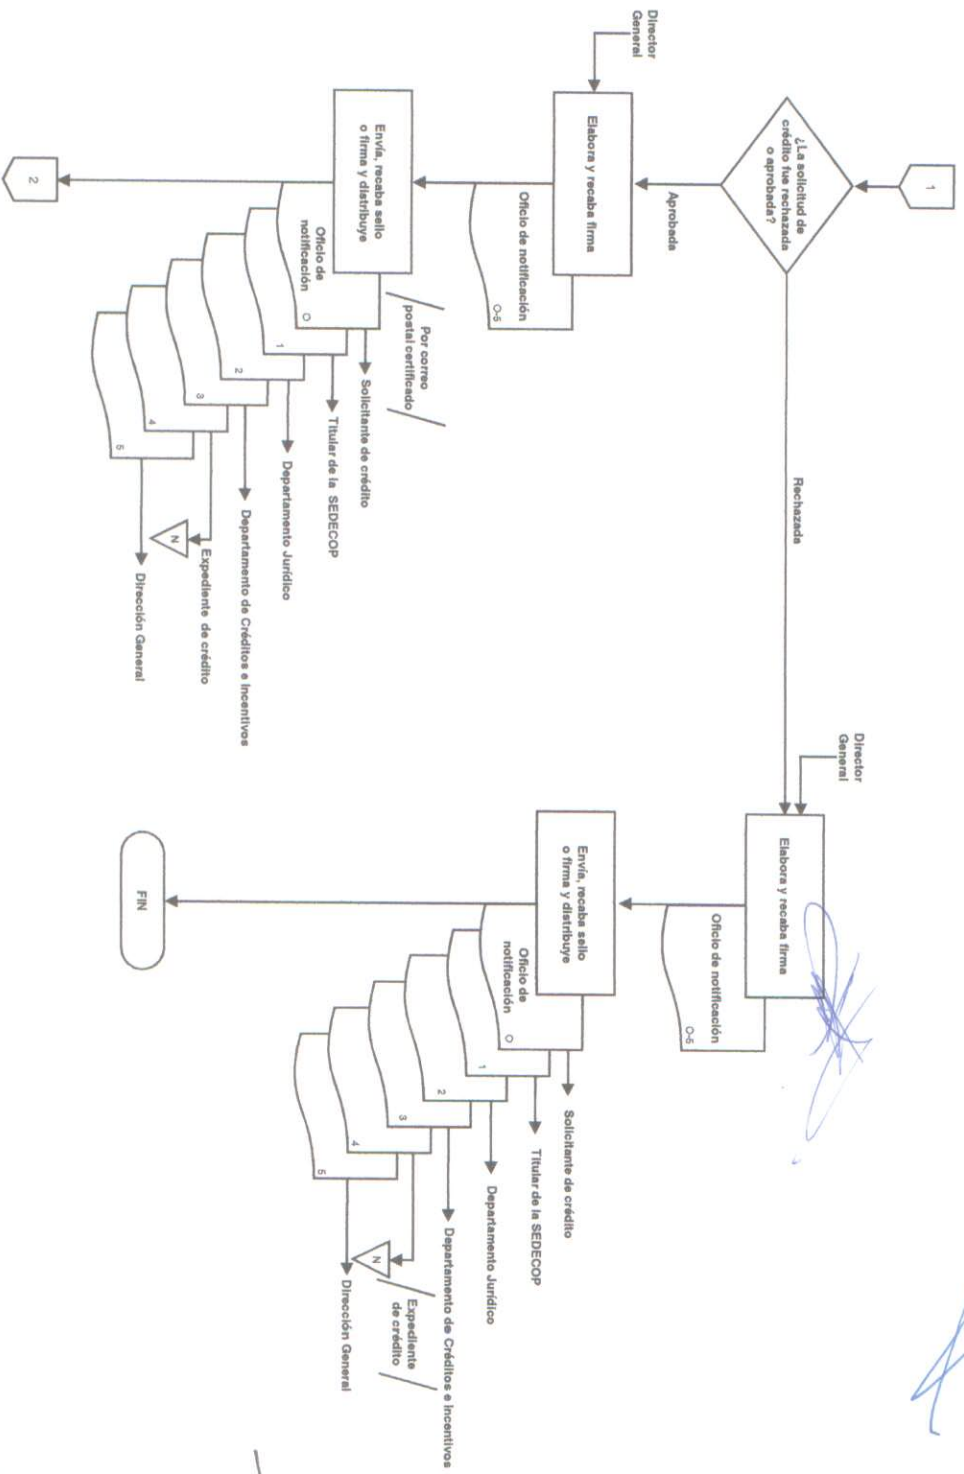 1
¿La solicitud de
crédito fue rechazada
o aprobada?
Rechazada
Aprobada
Director
General
Elabora y recaba firma
Oficio de notificación
O-5
Envía, recaba sello
o firma y distribuye
Por correo
postal certificado
Oficio de
notificación
O
Solicitante de crédito
1
Titular de la SEDECOP
2
Departamento Jurídico
3
Departamento de Créditos e Incentivos
4
N
Expediente de crédito
5
Dirección General
2
Director
General
Elabora y recaba firma
Oficio de notificación
O-5
Envía, recaba sello
o firma y distribuye
Oficio de
notificación
O
Solicitante de crédito
1
Titular de la SEDECOP
2
Departamento Jurídico
3
Departamento de Créditos e Incentivos
4
N
Expediente
de crédito
5
Dirección General
FIN